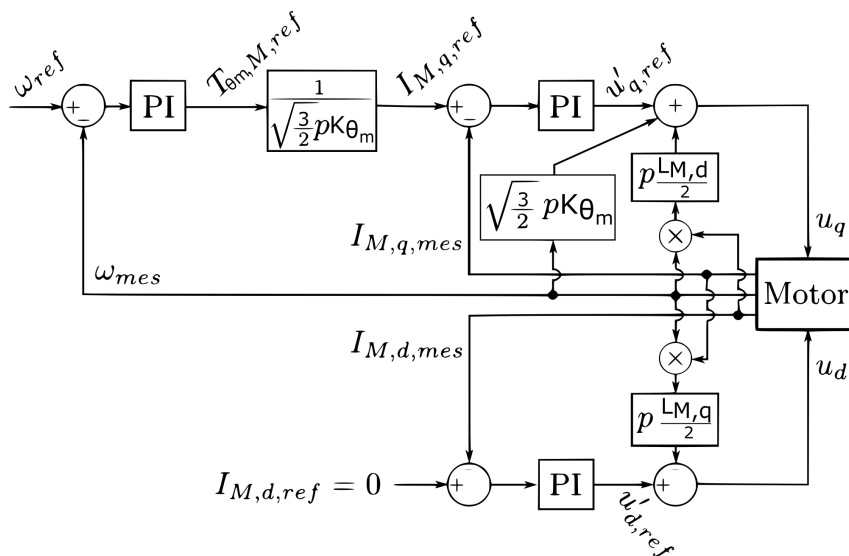 ω_ref
+
−
PI
T_θm,M,ref
1
√3/2 pK_θm
I_M,q,ref
+
−
PI
u′_q,ref
+
p L_M,d/2
√3/2 pK_θm
×
u_q
I_M,q,mes
ω_mes
Motor
I_M,d,mes
×
u_d
p L_M,q/2
I_M,d,ref = 0
+
−
PI
u′_d,ref
+
−